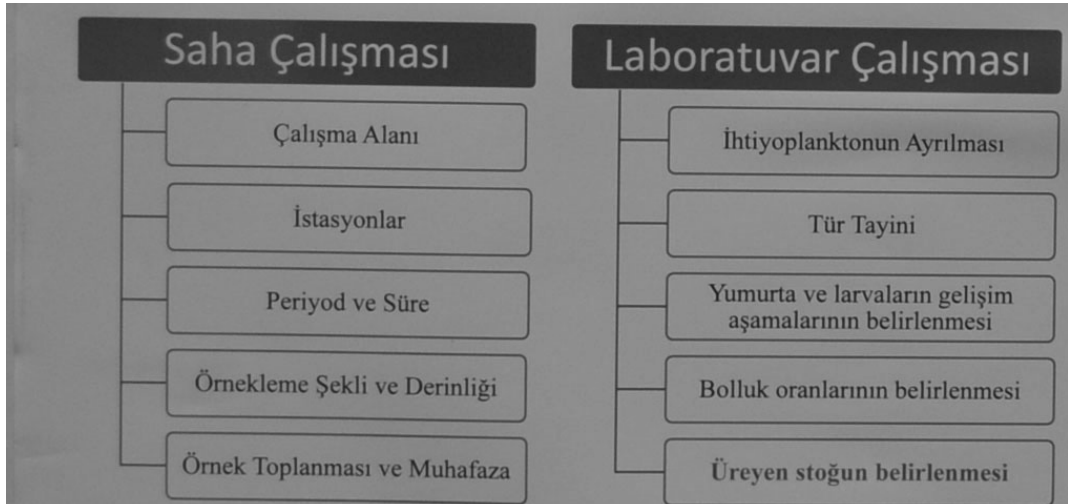 Saha Çalışması
Çalışma Alanı
İstasyonlar
Periyod ve Süre
Örnekleme Şekli ve Derinliği
Örnek Toplanması ve Muhafaza
Laboratuvar Çalışması
İhtiyoplanktonun Ayrılması
Tür Tayini
Yumurta ve larvaların gelişim
aşamalarının belirlenmesi
Bolluk oranlarının belirlenmesi
Üreyen stoğun belirlenmesi